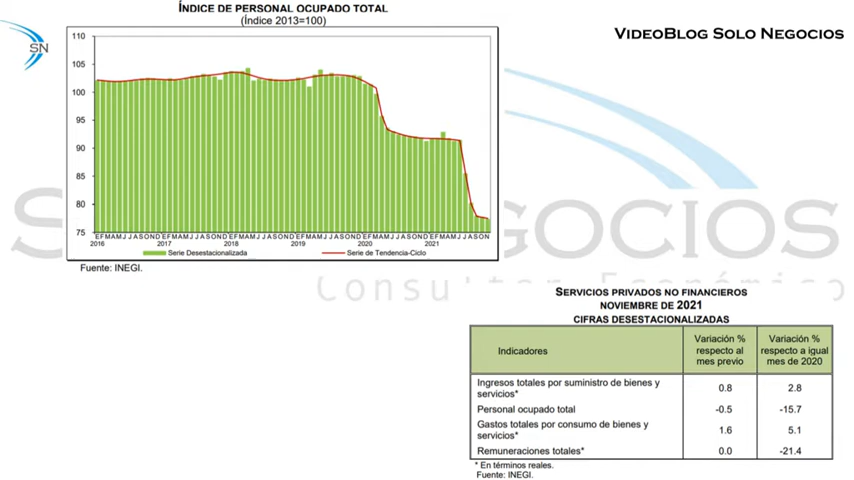 ÍNDICE DE PERSONAL OCUPADO TOTAL
(Índice 2013=100)
VIDEOBLOG SOLO NEGOCIOS
SN
110
105
100
95
90
85
80
75
E F M A M J J A S O N D E F M A M J J A S O N D E F M A M J J A S O N D E F M A M J J A S O N D E F M A M J J A S O N D E F M A M J J A S O N
2016 2017 2018 2019 2020 2021
Serie Desestacionalizada Serie de Tendencia-Ciclo
Fuente: INEGI.
SERVICIOS PRIVADOS NO FINANCIEROS
NOVIEMBRE DE 2021
CIFRAS DESESTACIONALIZADAS
Indicadores
Variación %
respecto al
mes previo
Variación %
respecto a igual
mes de 2020
Ingresos totales por suministro de bienes y
servicios* 0.8 2.8
Personal ocupado total -0.5 -15.7
Gastos totales por consumo de bienes y
servicios* 1.6 5.1
Remuneraciones totales* 0.0 -21.4
* En términos reales.
Fuente: INEGI.